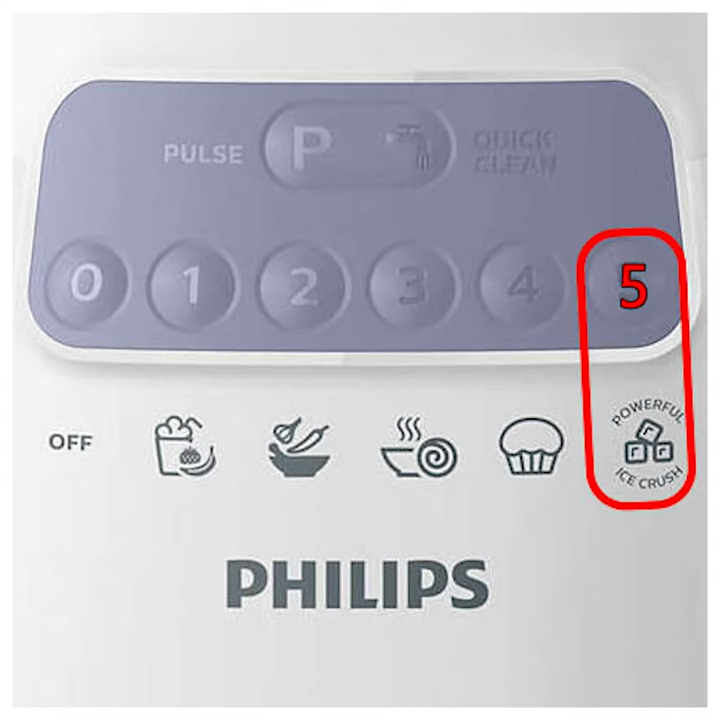 PULSE P QUICK
CLEAN
0 1 2 3 4 5
OFF
POWERFUL
ICE CRUSH
PHILIPS